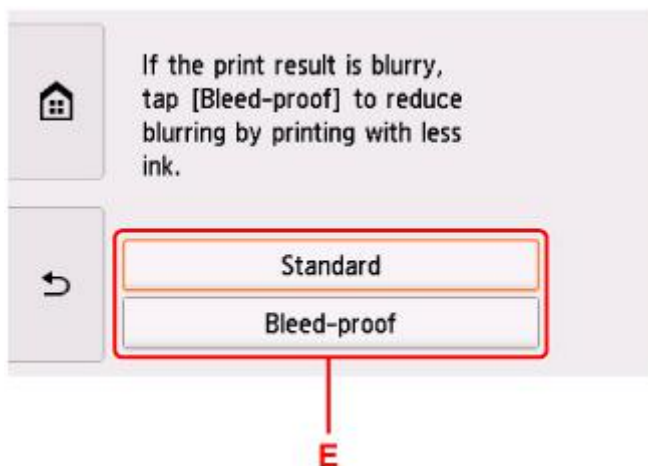 If the print result is blurry,
tap [Bleed-proof] to reduce
blurring by printing with less
ink.
Standard
Bleed-proof
E